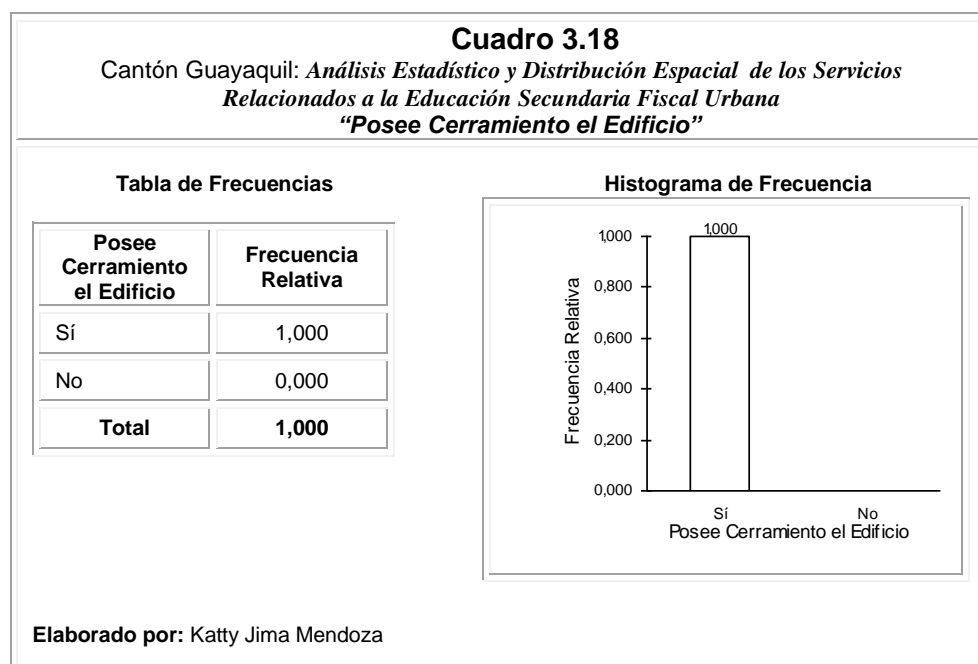 Cuadro 3.18
Cantón Guayaquil: Análisis Estadístico y Distribución Espacial de los Servicios
Relacionados a la Educación Secundaria Fiscal Urbana
“Posee Cerramiento el Edificio”
Tabla de Frecuencias
Posee
Cerramiento
el Edificio
Frecuencia
Relativa
Sí 1,000
No 0,000
Total 1,000
Histograma de Frecuencia
1,000
1,000
0,800
0,600
0,400
0,200
0,000
Frecuencia Relativa
Sí No
Posee Cerramiento el Edificio
Elaborado por: Katty Jima Mendoza